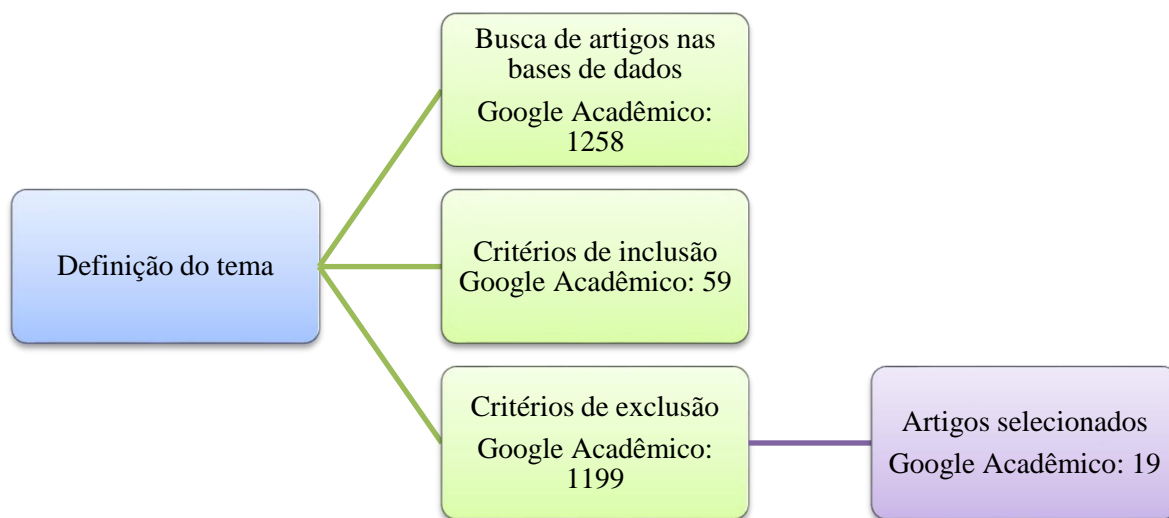 Busca de artigos nas
bases de dados
Google Acadêmico:
1258
Definição do tema
Critérios de inclusão
Google Acadêmico: 59
Critérios de exclusão
Google Acadêmico:
1199
Artigos selecionados
Google Acadêmico: 19